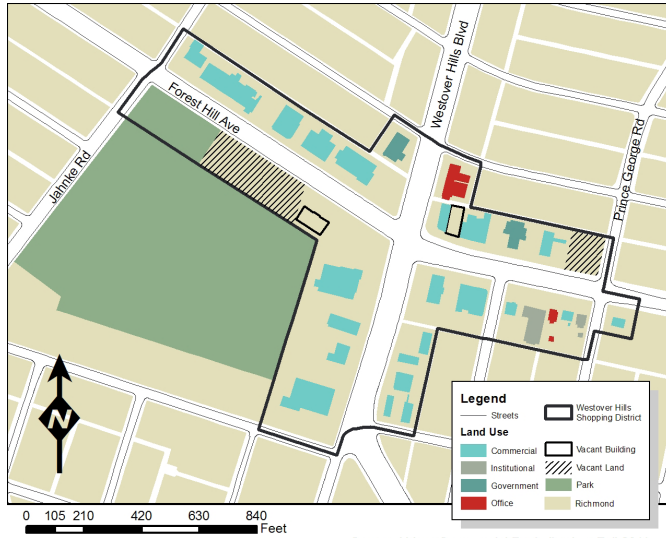 Westover Hills Blvd
Forest Hill Ave
Prince George Rd
Jahnke Rd
N
Legend
Streets
Westover Hills
Shopping District
Land Use
Commercial
Vacant Building
Institutional
Vacant Land
Government
Park
Office
Richmond
0 105 210 420 630 840
Feet